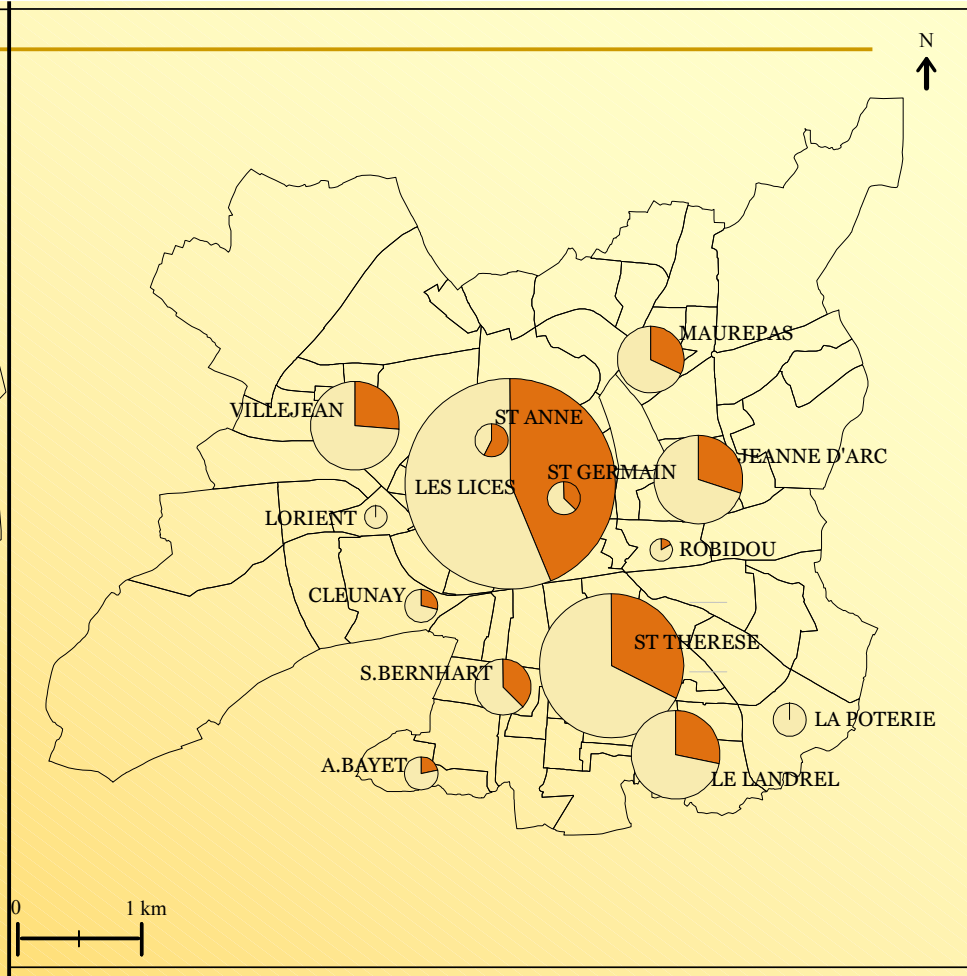 N
MAUREPAS
VILLEJEAN
ST ANNE
JEANNE D'ARC
ST GERMAIN
LES LICES
LORIENT
ROBIDOU
CLEUNAY
ST THERESE
S.BERNHART
LA POTERIE
A.BAYET
LE LANDREL
0 1 km